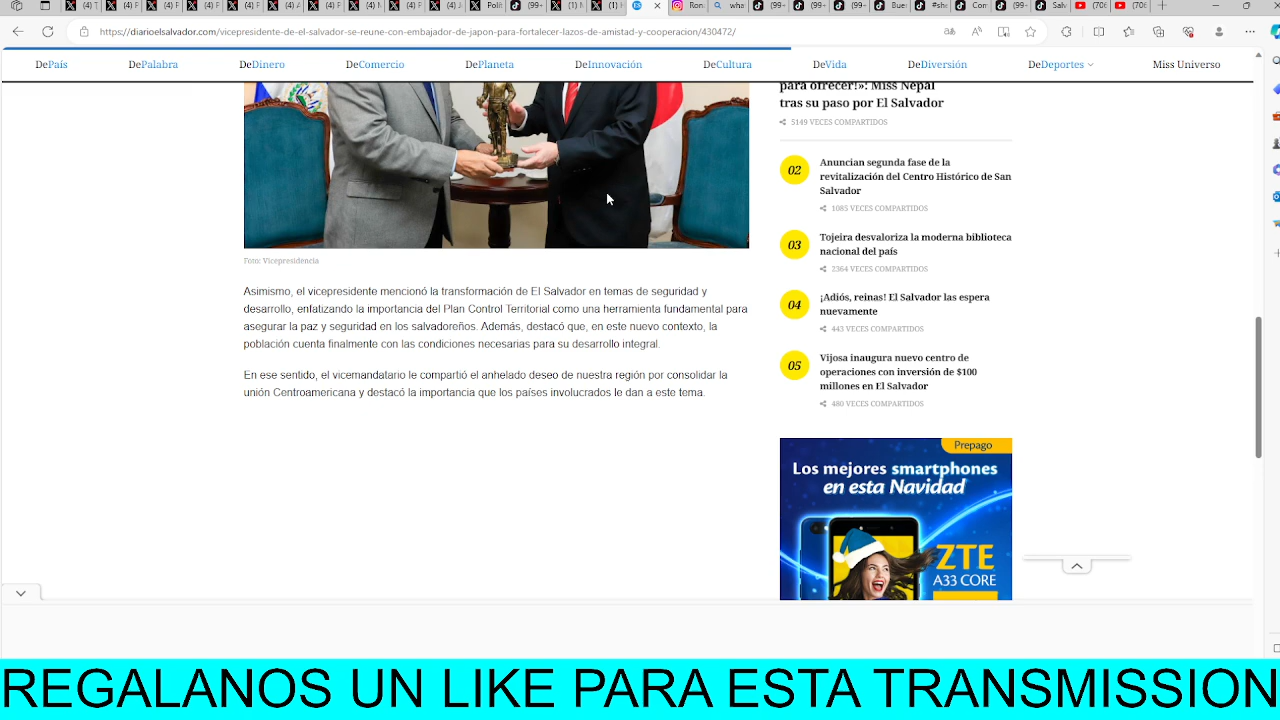 https://diarioelsalvador.com/vicepresidente-de-el-salvador-se-reune-con-embajador-de-japon-para-fortalecer-lazos-de-amistad-y-cooperacion/430472/
DePaís DePalabra DeDinero DeComercio DePlaneta DeInnovación DeCultura DeVida DeDiversión DeDeportes Miss Universo
para ofrecer!»: Miss Nepal
tras su paso por El Salvador
5149 VECES COMPARTIDOS
02 Anuncian segunda fase de la
revitalización del Centro Histórico de San
Salvador
1085 VECES COMPARTIDOS
03 Tojeira desvaloriza la moderna biblioteca
nacional del país
2364 VECES COMPARTIDOS
04 ¡Adiós, reinas! El Salvador las espera
nuevamente
443 VECES COMPARTIDOS
05 Vijosa inaugura nuevo centro de
operaciones con inversión de $100
millones en El Salvador
480 VECES COMPARTIDOS
Foto: Vicepresidencia
Asimismo, el vicepresidente mencionó la transformación de El Salvador en temas de seguridad y
desarrollo, enfatizando la importancia del Plan Control Territorial como una herramienta fundamental para
asegurar la paz y seguridad en los salvadoreños. Además, destacó que, en este nuevo contexto, la
población cuenta finalmente con las condiciones necesarias para su desarrollo integral.
En ese sentido, el vicemandatario le compartió el anhelado deseo de nuestra región por consolidar la
unión Centroamericana y destacó la importancia que los países involucrados le dan a este tema.
Prepago
Los mejores smartphones
en esta Navidad
ZTE
A33 CORE
REGALANOS UN LIKE PARA ESTA TRANSMISSION